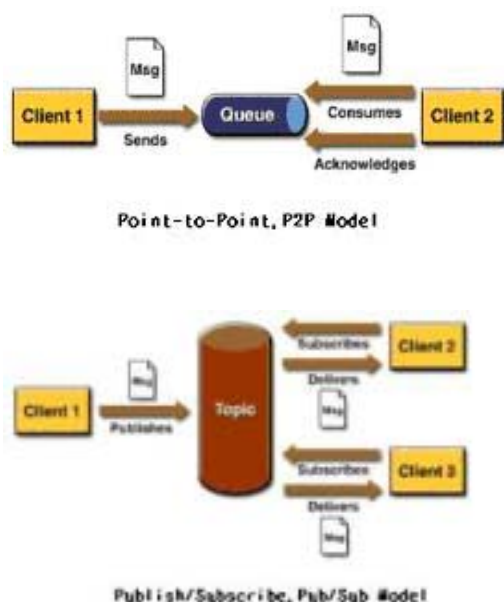 Msg
Msg
Client 1
Sends
Queue
Consumes
Acknowledges
Client 2
Point-to-Point, P2P Model
Client 1
Msg
Publishes
Topic
Subscribes
Delivers
Msg
Client 2
Subscribes
Delivers
Msg
Client 3
Publish/Subscribe, Pub/Sub Model